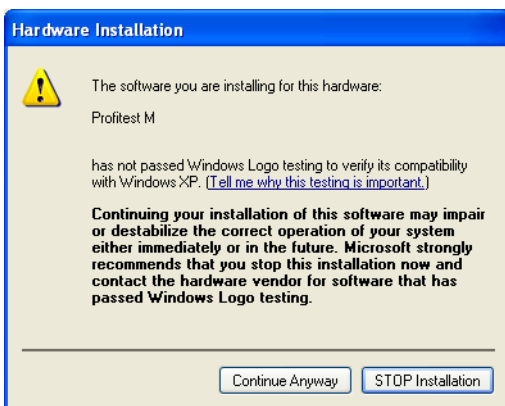 Hardware Installation
The software you are installing for this hardware:
Profitest M
has not passed Windows Logo testing to verify its compatibility
with Windows XP. (Tell me why this testing is important.)
Continuing your installation of this software may impair
or destabilize the correct operation of your system
either immediately or in the future. Microsoft strongly
recommends that you stop this installation now and
contact the hardware vendor for software that has
passed Windows Logo testing.
Continue Anyway STOP Installation